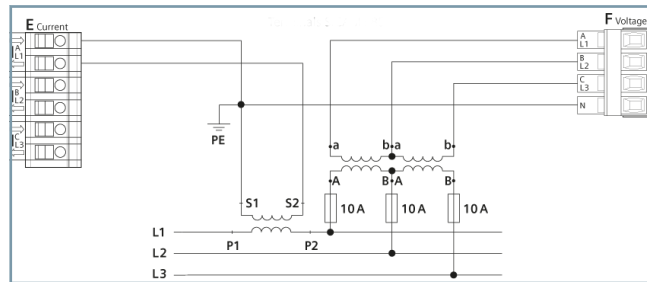 E Current
F Voltage
A
L1
B
L2
C
L3
A
L1
B
L2
C
L3
N
PE
a
b
a
b
A
B
A
B
S1
S2
10 A
10 A
10 A
L1
P1
P2
L2
L3